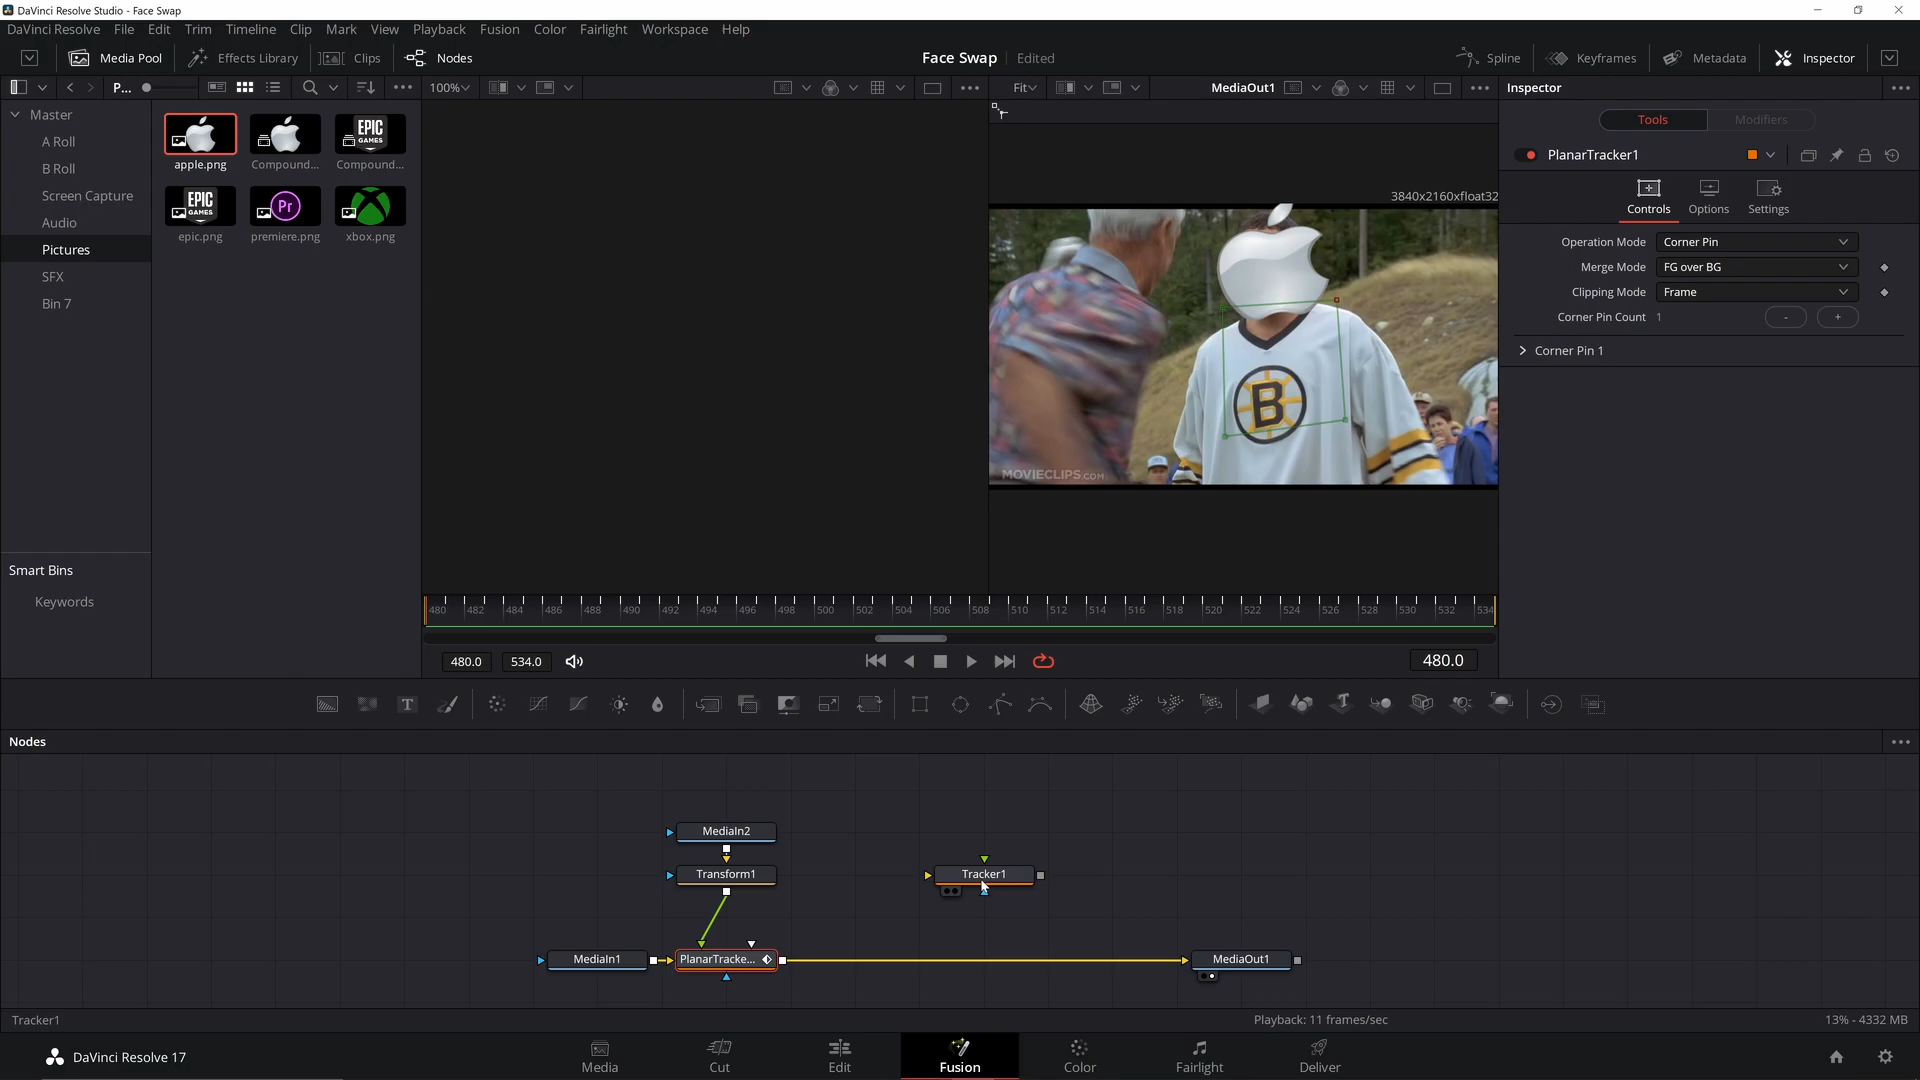 DaVinci Resolve Studio - Face Swap
DaVinci Resolve File Edit Trim Timeline Clip Mark View Playback Fusion Color Fairlight Workspace Help
Media Pool Effects Library Clips Nodes Face Swap Edited Spline Keyframes Metadata Inspector
P... 100% Fit MediaOut1 Inspector
Master
A Roll
B Roll
Screen Capture
Audio
Pictures
SFX
Bin 7
Smart Bins
Keywords
EPIC
GAMES
apple.png Compound... Compound...
EPIC
GAMES
Pr
epic.png premiere.png xbox.png
3840x2160xfloat32
B
MOVIECLIPS.COM
Tools Modifiers
PlanarTracker1
Controls Options Settings
Operation Mode Corner Pin
Merge Mode FG over BG
Clipping Mode Frame
Corner Pin Count 1 - +
Corner Pin 1
480 482 484 486 488 490 492 494 496 498 500 502 504 506 508 510 512 514 516 518 520 522 524 526 528 530 532 534
480.0 534.0 480.0
T T
Nodes
MediaIn2
Transform1 Tracker1
MediaIn1 PlanarTracke... MediaOut1
Tracker1 Playback: 11 frames/sec 13% - 4332 MB
DaVinci Resolve 17 Media Cut Edit Fusion Color Fairlight Deliver